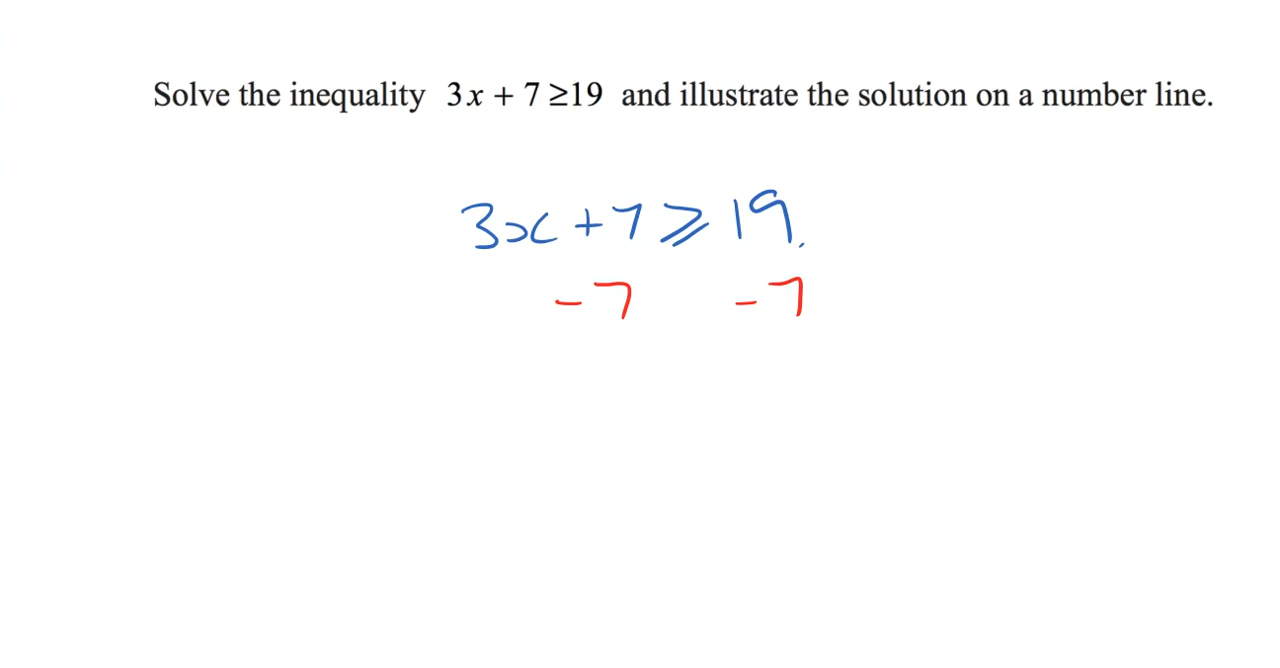 Solve the inequality 3x + 7 ≥19 and illustrate the solution on a number line.
3x + 7 ⩾ 19.
-7 -7